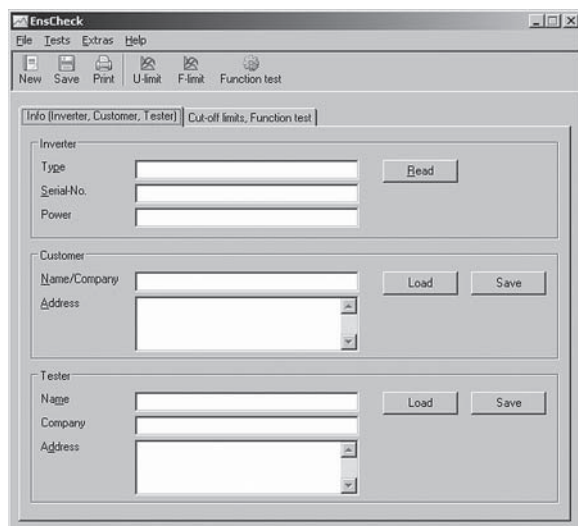 EnsCheck
File Tests Extras Help
New Save Print U-limit F-limit Function test
Info (Inverter, Customer, Tester) Cut-off limits, Function test
Inverter
Type Read
Serial-No.
Power
Customer
Name/Company Load Save
Address
Tester
Name Load Save
Company
Address